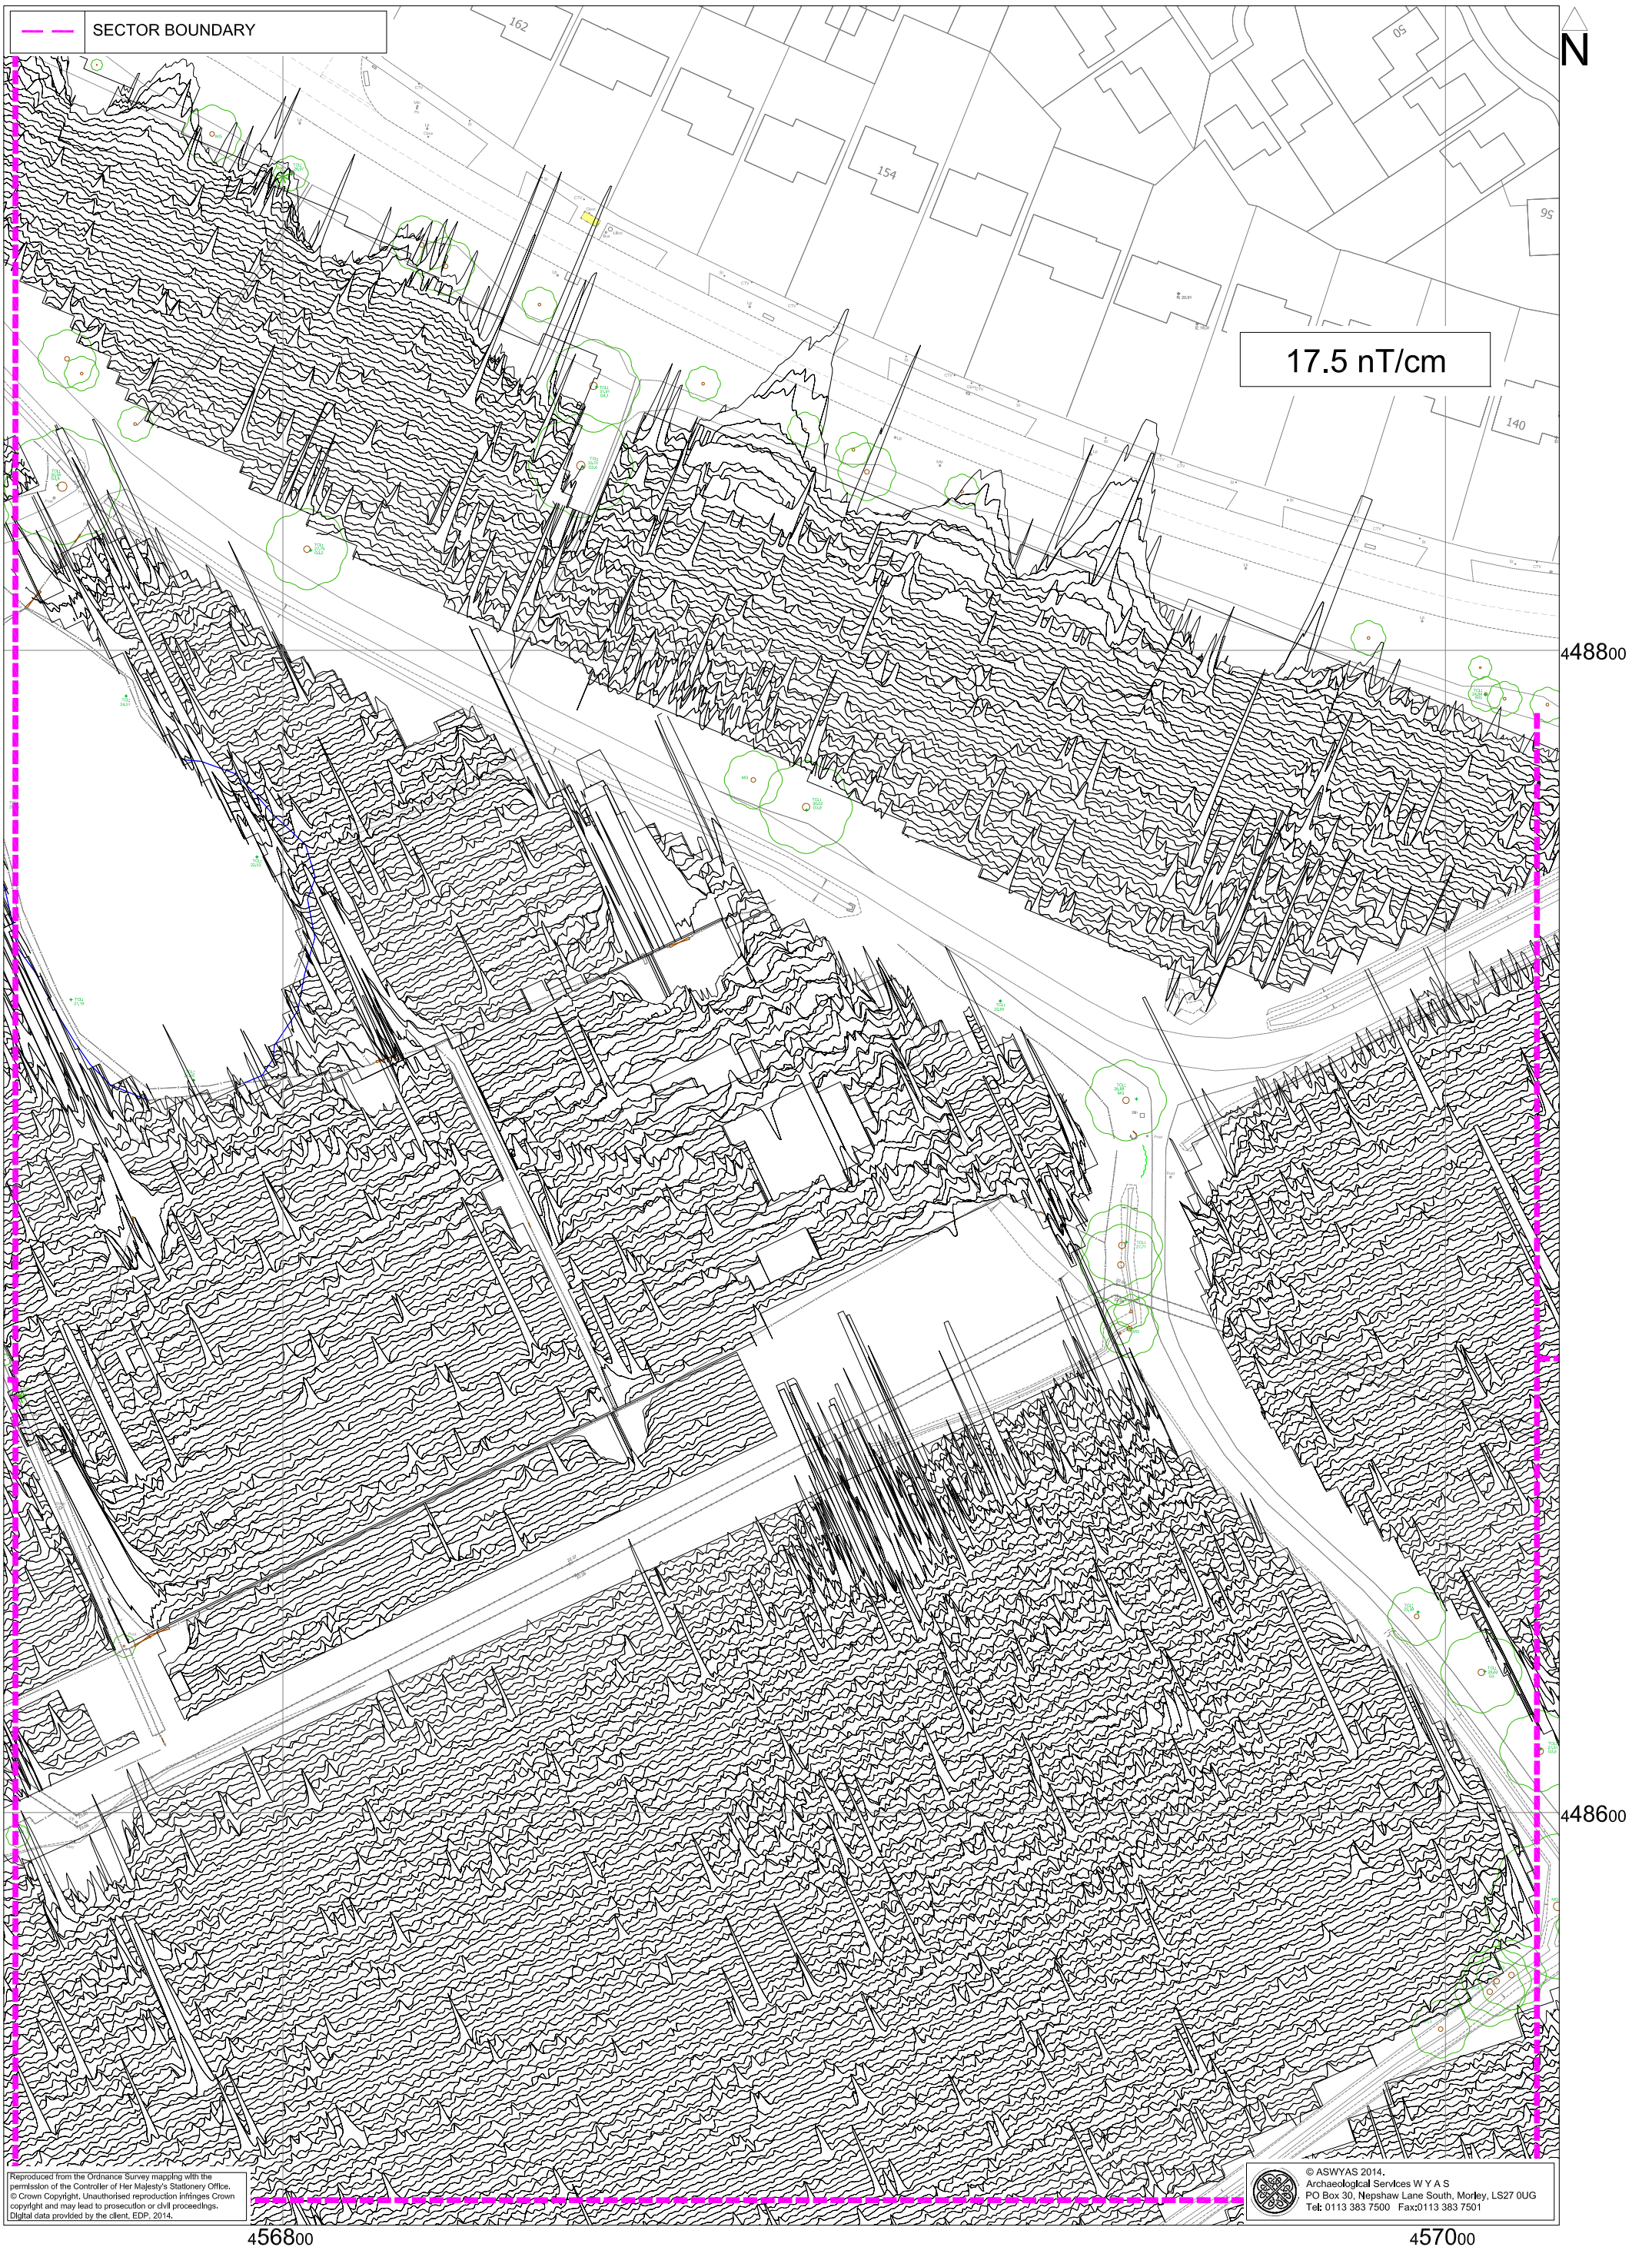 SECTOR BOUNDARY
N
162
154
05
95
140
17.5 nT/cm
448800
448600
456800
457000
Reproduced from the Ordnance Survey mapping with the
permission of the Controller of Her Majesty's Stationery Office.
© Crown Copyright. Unauthorised reproduction infringes Crown
copyright and may lead to prosecution or civil proceedings.
Digital data provided by the client, EDP, 2014.
© ASWYAS 2014.
Archaeological Services W Y A S
PO Box 30, Nepshaw Lane South, Morley, LS27 0UG
Tel: 0113 383 7500 Fax:0113 383 7501